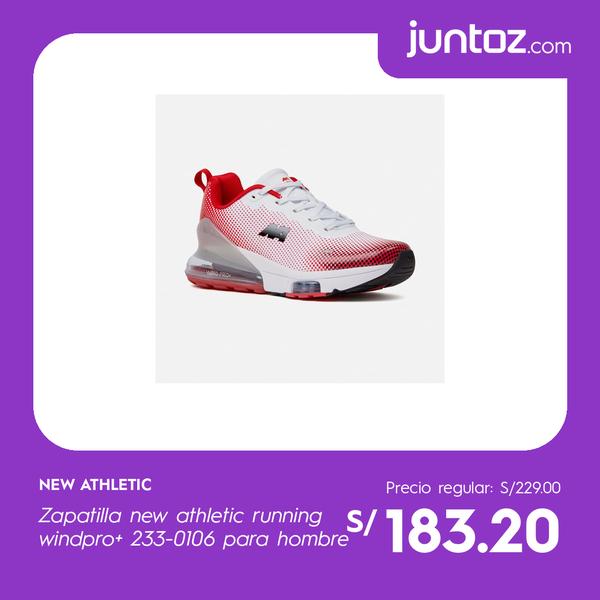 juntoz.com
NEW ATHLETIC
Zapatilla new athletic running
windpro+ 233-0106 para hombre
Precio regular: S/229.00
S/183.20